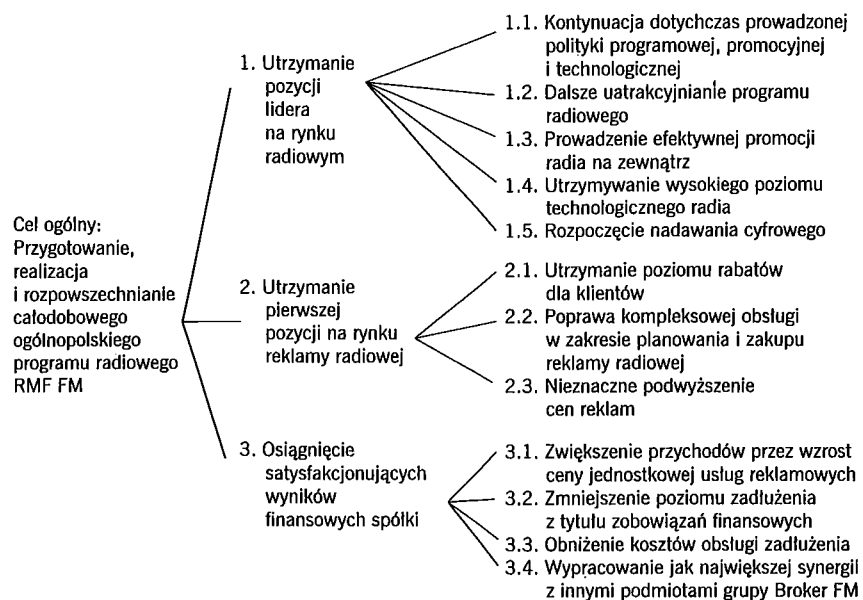 Cel ogólny:
Przygotowanie,
realizacja
i rozpowszechnianie
całodobowego
ogólnopolskiego
programu radiowego
RMF FM
1. Utrzymanie
pozycji
lidera
na rynku
radiowym
1.1. Kontynuacja dotychczas prowadzonej
polityki programowej, promocyjnej
i technologicznej
1.2. Dalsze uatrakcyjnianie programu
radiowego
1.3. Prowadzenie efektywnej promocji
radia na zewnątrz
1.4. Utrzymywanie wysokiego poziomu
technologicznego radia
1.5. Rozpoczęcie nadawania cyfrowego
2. Utrzymanie
pierwszej
pozycji na rynku
reklamy radiowej
2.1. Utrzymanie poziomu rabatów
dla klientów
2.2. Poprawa kompleksowej obsługi
w zakresie planowania i zakupu
reklamy radiowej
2.3. Nieznaczne podwyższenie
cen reklam
3. Osiągnięcie
satysfakcjonujących
wyników
finansowych spółki
3.1. Zwiększenie przychodów przez wzrost
ceny jednostkowej usług reklamowych
3.2. Zmniejszenie poziomu zadłużenia
z tytułu zobowiązań finansowych
3.3. Obniżenie kosztów obsługi zadłużenia
3.4. Wypracowanie jak największej synergii
z innymi podmiotami grupy Broker FM